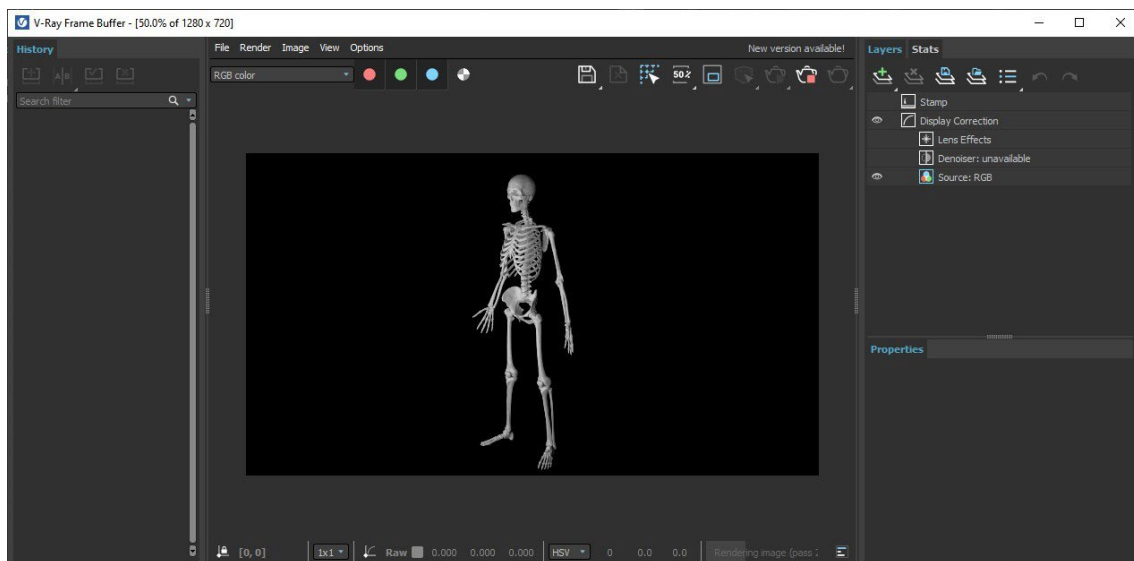 V-Ray Frame Buffer - [50.0% of 1280 x 720]
History
File Render Image View Options
New version available!
Layers Stats
RGB color
50%
Search filter
Stamp
Display Correction
Lens Effects
Denoiser: unavailable
Source: RGB
Properties
[0, 0]
1x1
Raw
0.000 0.000 0.000
HSV
0 0.0 0.0
Rendering image (pass